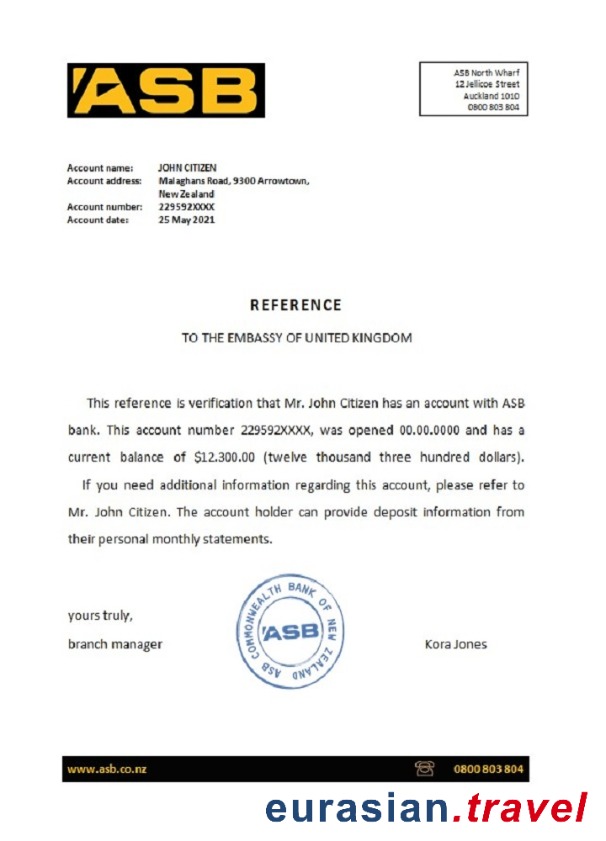 ASB
ASB North Wharf
12 Jellicoe Street
Auckland 1010
0800 803 804
Account name: JOHN CITIZEN
Account address: Malaghans Road, 9300 Arrowtown,
New Zealand
Account number: 229592XXXX
Account date: 25 May 2021
REFERENCE
TO THE EMBASSY OF UNITED KINGDOM
This reference is verification that Mr. John Citizen has an account with ASB
bank. This account number 229592XXXX, was opened 00.00.0000 and has a
current balance of $12.300.00 (twelve thousand three hundred dollars).
If you need additional information regarding this account, please refer to
Mr. John Citizen. The account holder can provide deposit information from
their personal monthly statements.
yours truly,
branch manager
ASB COMMONWEALTH BANK OF NEW ZEALAND
ASB
Kora Jones
www.asb.co.nz
0800 803 804
eurasian.travel